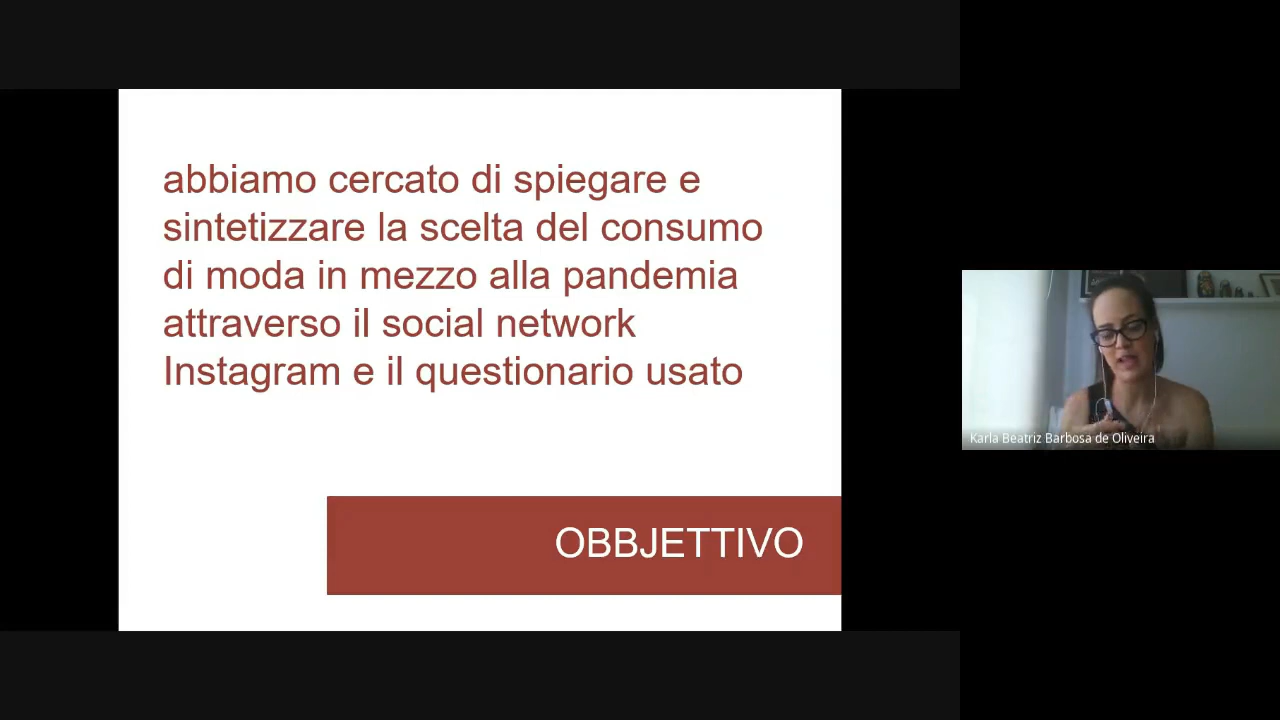 abbiamo cercato di spiegare e
sintetizzare la scelta del consumo
di moda in mezzo alla pandemia
attraverso il social network
Instagram e il questionario usato
OBBJETTIVO
Karla Beatriz Barbosa de Oliveira